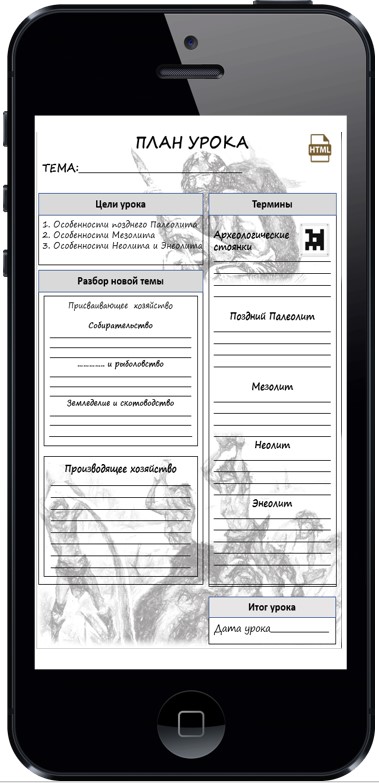 ПЛАН УРОКА
HTML
ТЕМА:
Цели урока
1. Особенности позднего Палеолита
2. Особенности Мезолита
3. Особенности Неолита и Энеолита
Разбор новой темы
Присваивающее хозяйство
Собирательство
............. и рыболовство
Земледелие и скотоводство
Производящее хозяйство
Термины
Археологические
стоянки
Поздний Палеолит
Мезолит
Неолит
Энеолит
Итог урока
Дата урока